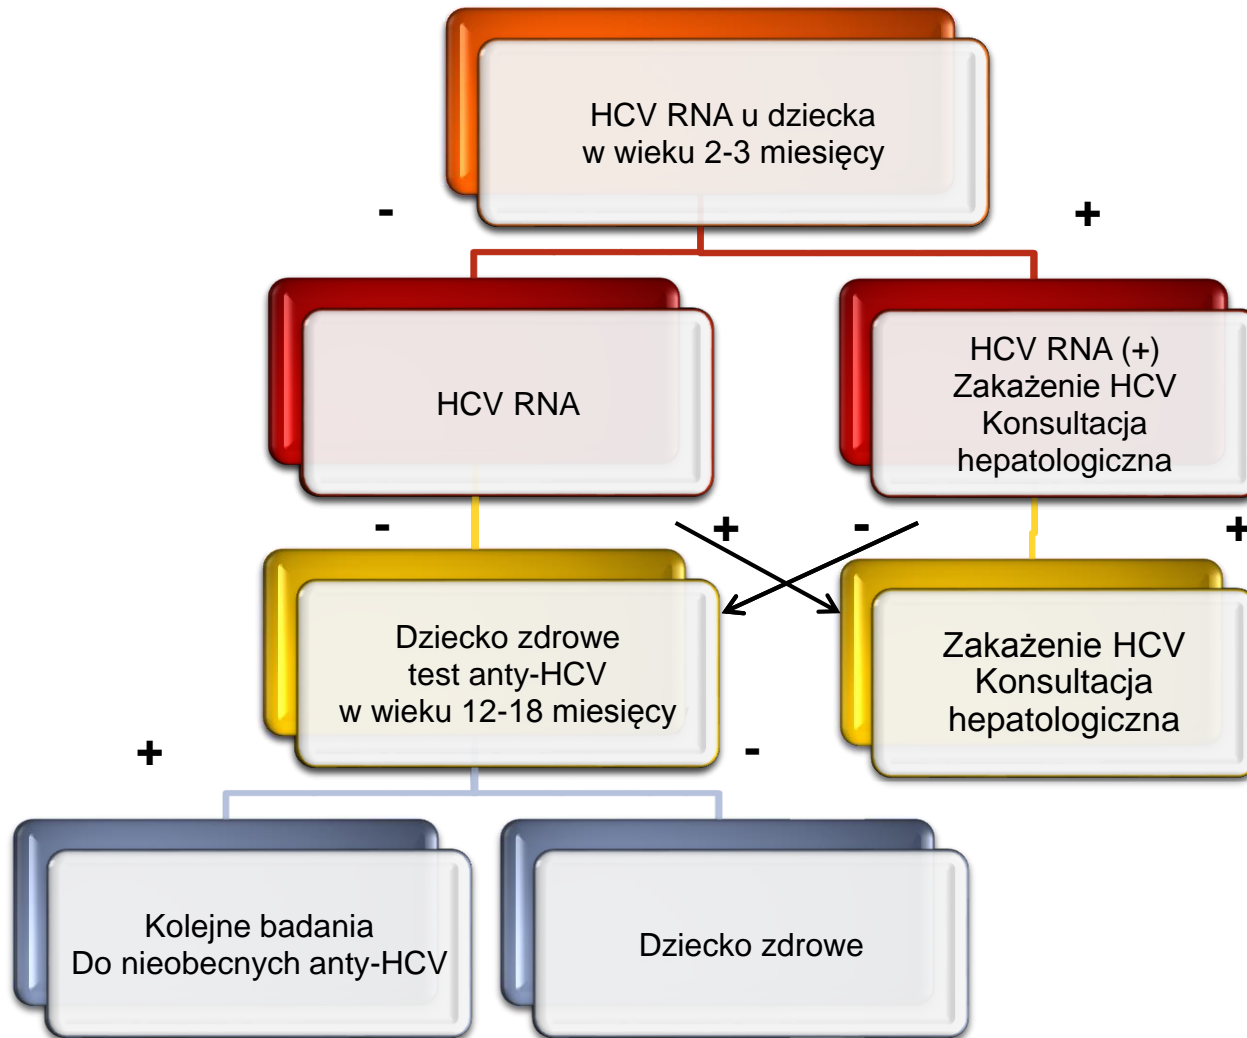 HCV RNA u dziecka
w wieku 2-3 miesięcy
-
+
HCV RNA
HCV RNA (+)
Zakażenie HCV
Konsultacja
hepatologiczna
-
+
-
+
Dziecko zdrowe
test anty-HCV
w wieku 12-18 miesięcy
Zakażenie HCV
Konsultacja
hepatologiczna
+
-
Kolejne badania
Do nieobecnych anty-HCV
Dziecko zdrowe